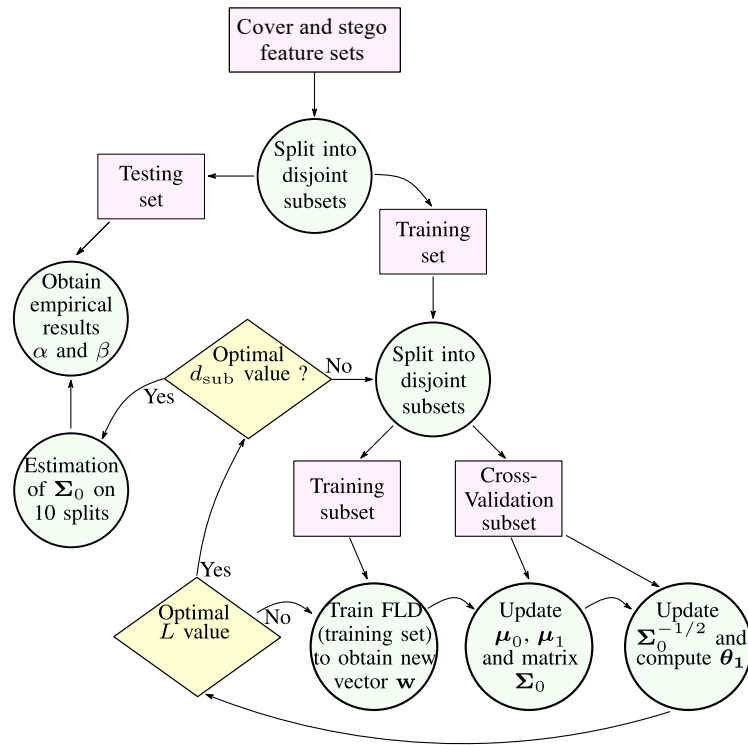 Cover and stego
feature sets
Split into
disjoint
subsets
Testing
set
Training
set
Obtain
empirical
results
α and β
Optimal
d_sub value ?
No
Yes
Split into
disjoint
subsets
Estimation
of Σ₀ on
10 splits
Training
subset
Cross-
Validation
subset
Yes
Optimal
L value
No
Train FLD
(training set)
to obtain new
vector w
Update
μ₀, μ₁
and matrix
Σ₀
Update
Σ₀^{-1/2} and
compute θ₁